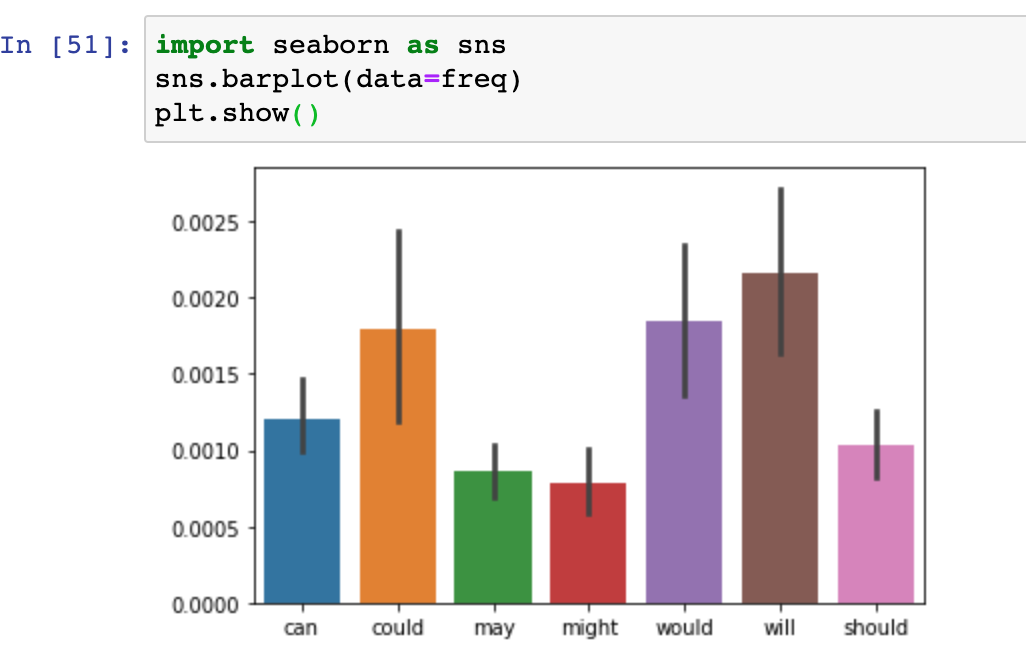 In [51]: import seaborn as sns
sns.barplot(data=freq)
plt.show()
0.0025
0.0020
0.0015
0.0010
0.0005
0.0000
can could may might would will should